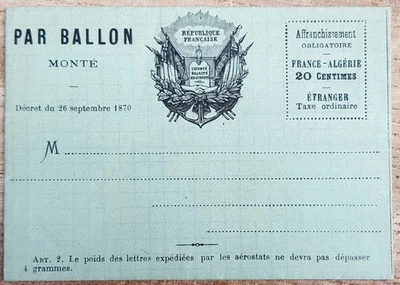 PAR BALLON
MONTÉ
Décret du 26 septembre 1870
RÉPUBLIQUE
FRANÇAISE
LIBERTÉ
ÉGALITÉ
FRATERNITÉ
Affranchissement
OBLIGATOIRE
FRANCE-ALGÉRIE
20 CENTIMES
ÉTRANGER
Taxe ordinaire
M
ART. 2. Le poids des lettres expédiées par les aérostats ne devra pas dépasser
4 grammes.